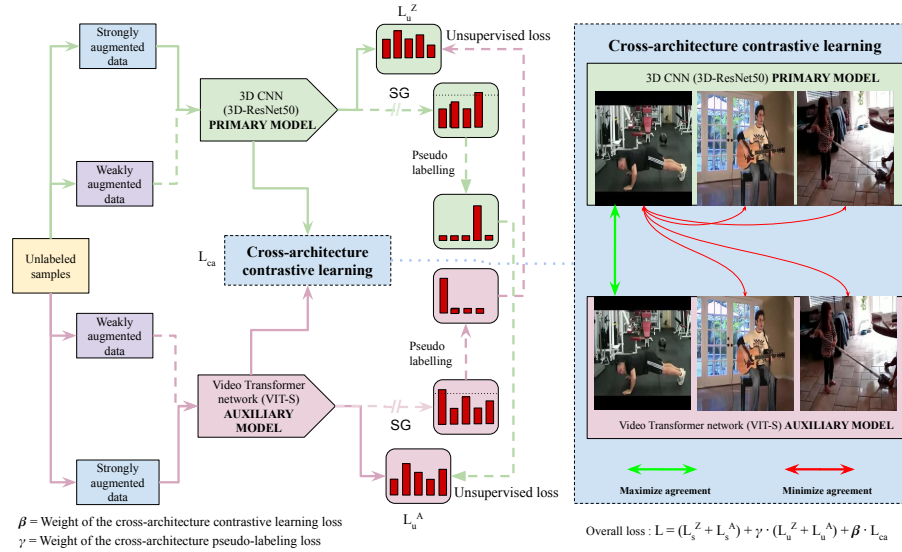 Strongly
augmented
data
L_u^Z
Unsupervised loss
3D CNN
(3D-ResNet50)
PRIMARY MODEL
SG
Weakly
augmented
data
Pseudo
labelling
Unlabeled
samples
L_ca
Cross-architecture
contrastive learning
Weakly
augmented
data
Pseudo
labelling
Video Transformer
network (VIT-S)
AUXILIARY
MODEL
SG
Strongly
augmented
data
Unsupervised loss
L_u^A
β = Weight of the cross-architecture contrastive learning loss
γ = Weight of the cross-architecture pseudo-labeling loss
Cross-architecture contrastive learning
3D CNN (3D-ResNet50) PRIMARY MODEL
Video Transformer network (VIT-S) AUXILIARY MODEL
Maximize agreement
Minimize agreement
Overall loss : L = (L_s^Z + L_s^A) + γ · (L_u^Z + L_u^A) + β · L_ca